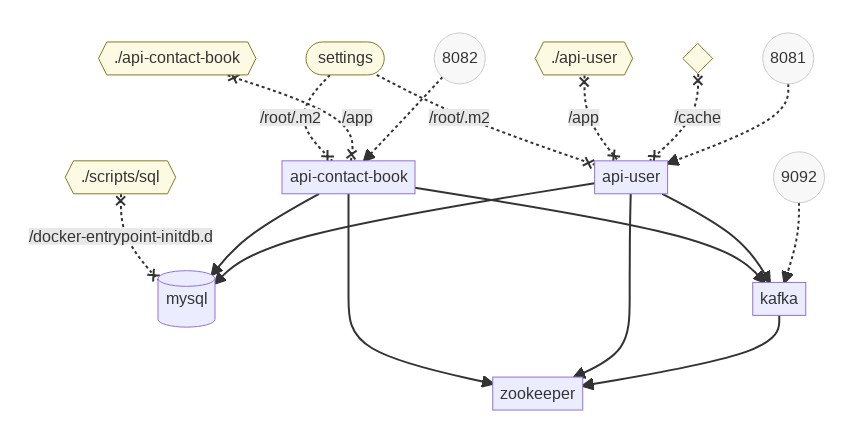 ./api-contact-book
settings
8082
./api-user
8081
/root/.m2
/app
/root/.m2
/app
/cache
./scripts/sql
api-contact-book
api-user
9092
/docker-entrypoint-initdb.d
mysql
kafka
zookeeper